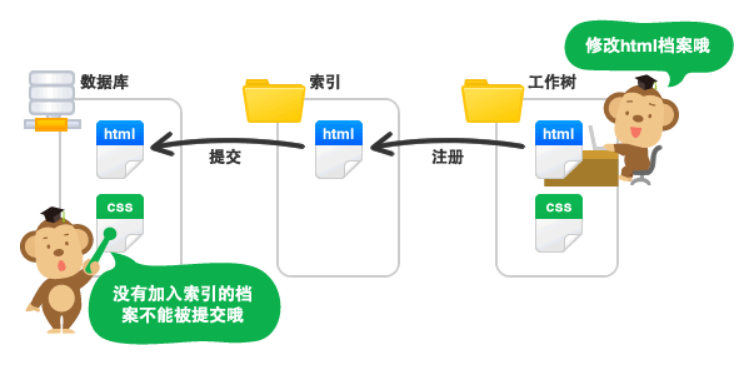 修改html档案哦
数据库
索引
工作树
html
html
html
提交
注册
css
css
没有加入索引的档
案不能被提交哦